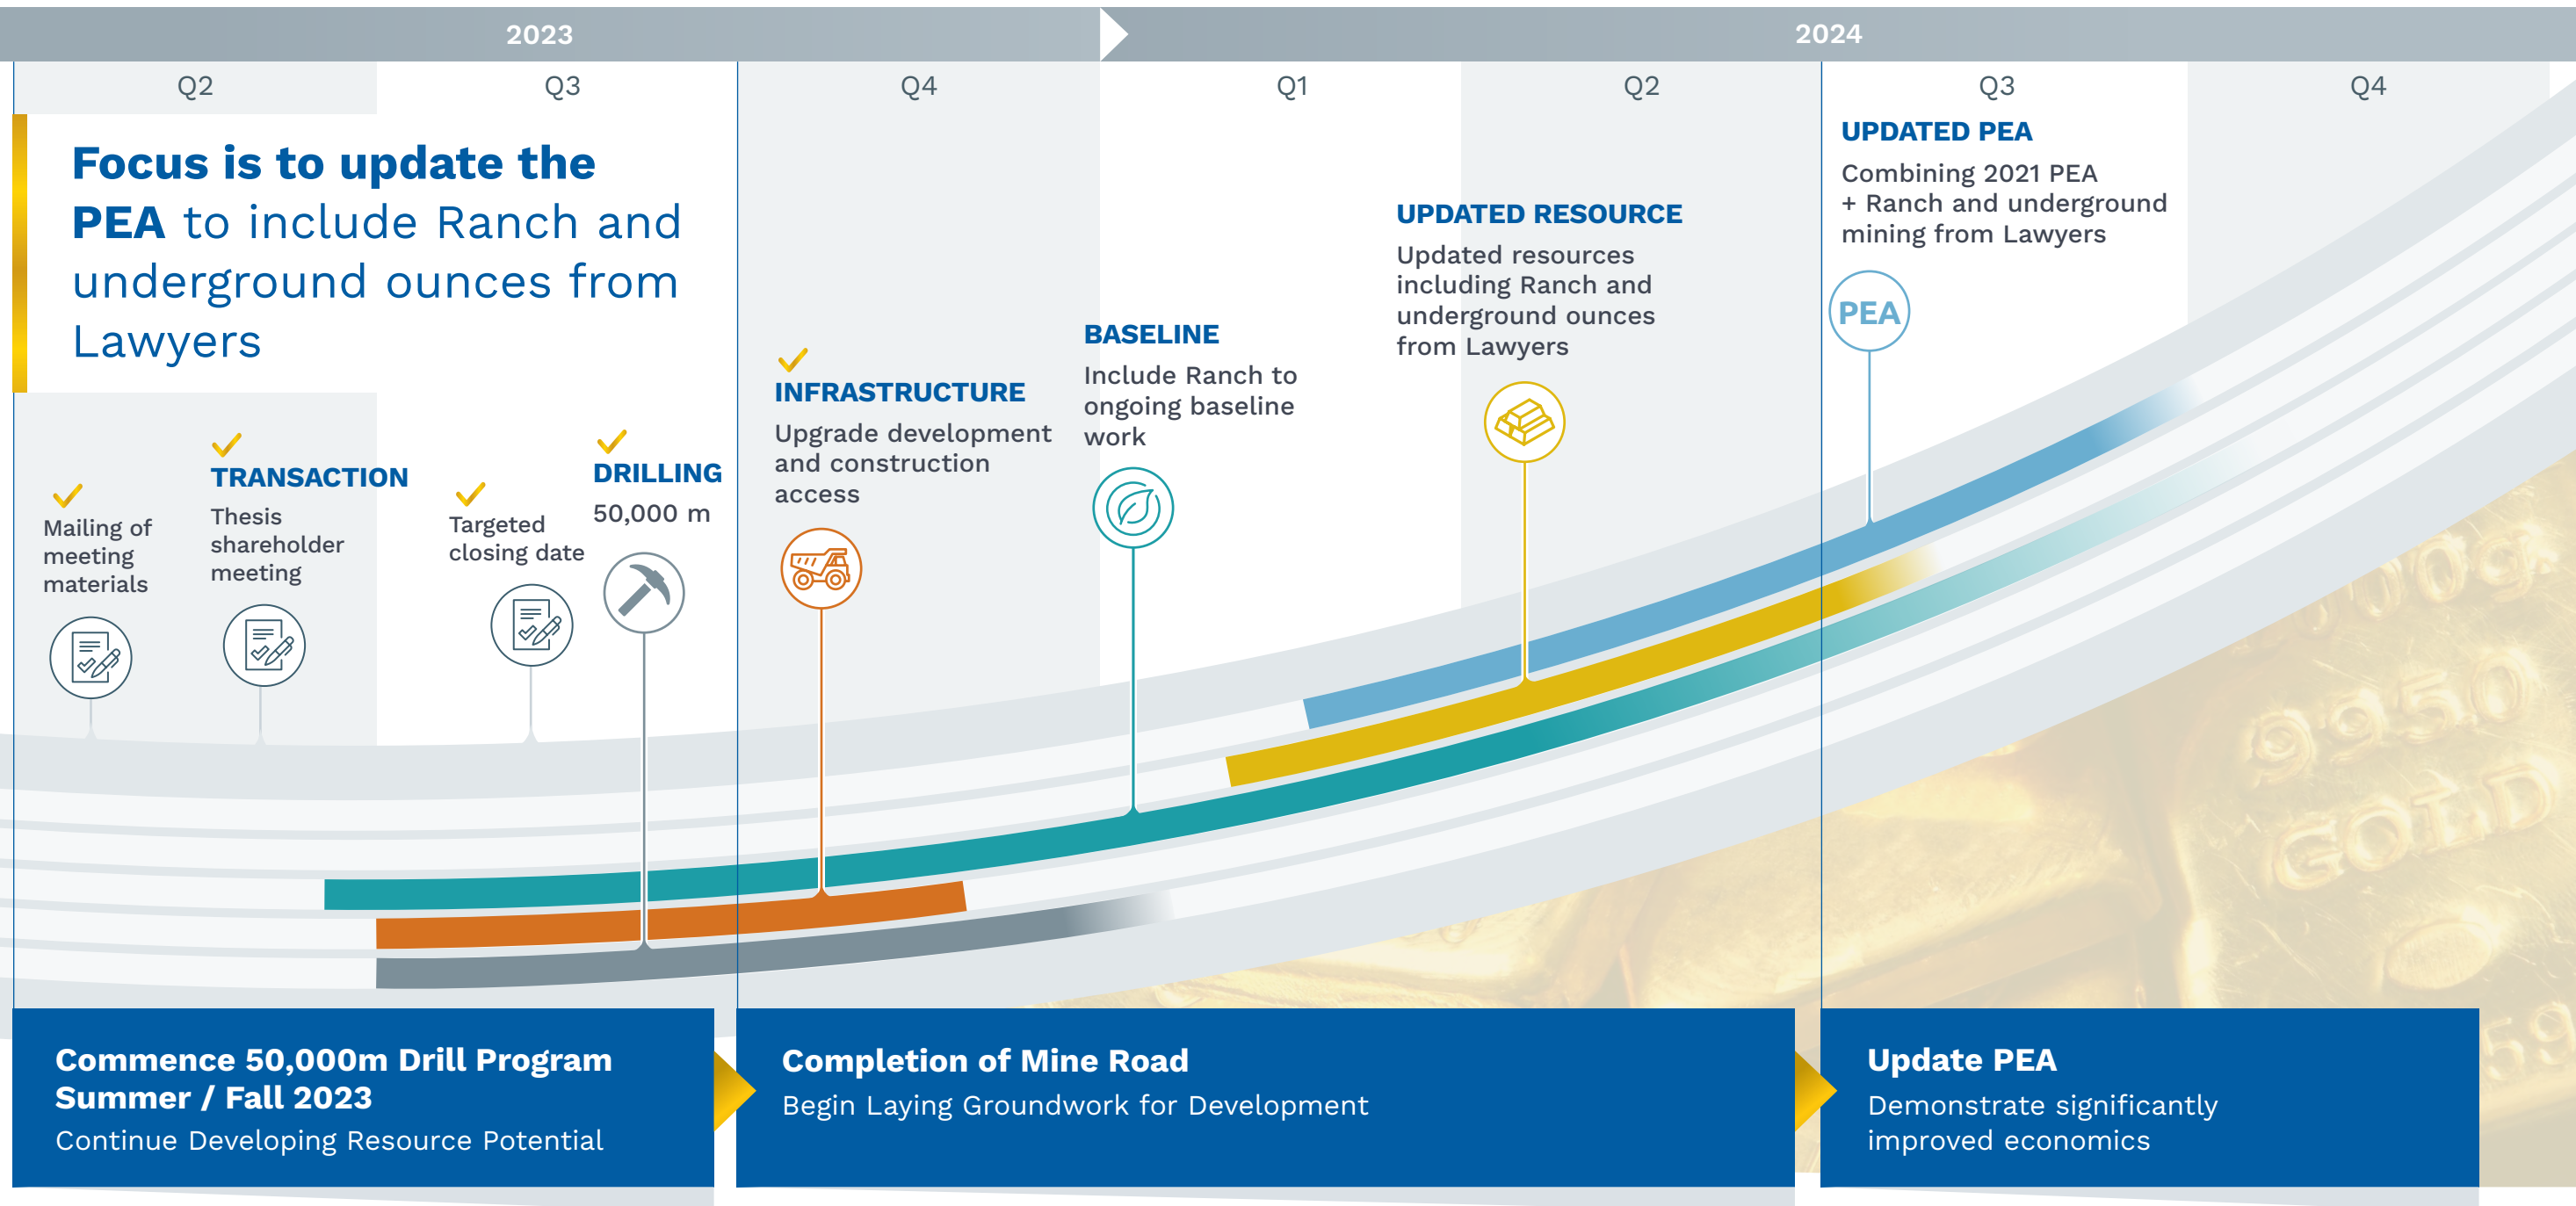 2023
2024
Q2
Q3
Q4
Q1
Q2
Q3
Q4
Focus is to update the
PEA to include Ranch and
underground ounces from
Lawyers
Mailing of
meeting
materials
TRANSACTION
Thesis
shareholder
meeting
Targeted
closing date
DRILLING
50,000 m
INFRASTRUCTURE
Upgrade development
and construction
access
BASELINE
Include Ranch to
ongoing baseline
work
UPDATED RESOURCE
Updated resources
including Ranch and
underground ounces
from Lawyers
UPDATED PEA
Combining 2021 PEA
+ Ranch and underground
mining from Lawyers
PEA
9950
GOLD
59
Commence 50,000m Drill Program
Summer / Fall 2023
Continue Developing Resource Potential
Completion of Mine Road
Begin Laying Groundwork for Development
Update PEA
Demonstrate significantly
improved economics